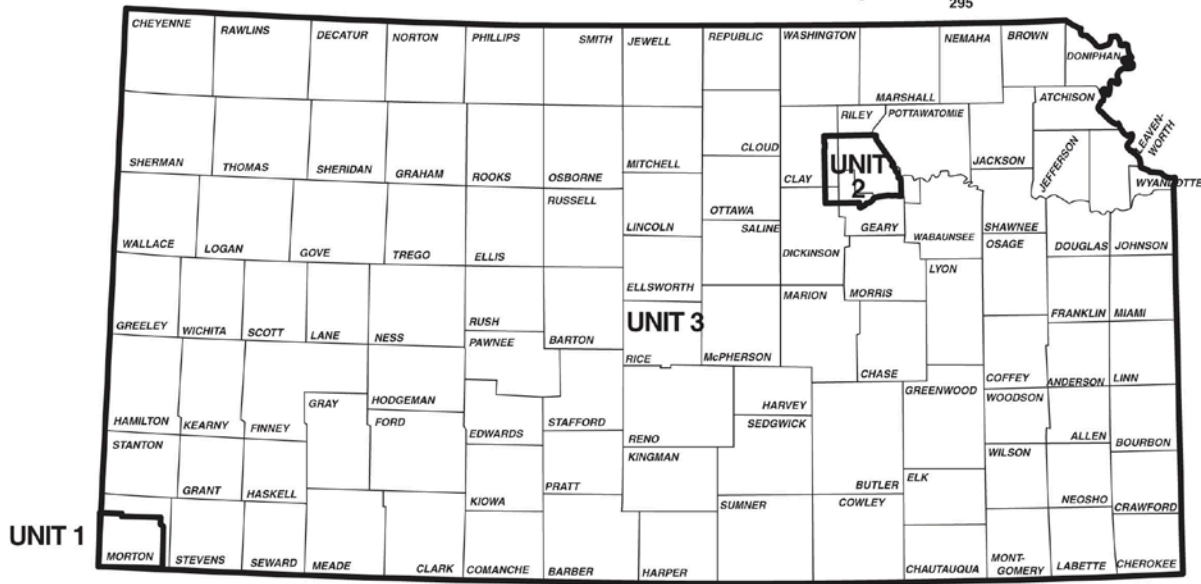 295
CHEYENNE
RAWLINS
DECATUR
NORTON
PHILLIPS
SMITH
JEWELL
REPUBLIC
WASHINGTON
MARSHALL
NEMAHA
BROWN
DONIPHAN
SHERMAN
THOMAS
SHERIDAN
GRAHAM
ROOKS
OSBORNE
MITCHELL
CLOUD
CLAY
RILEY
POTTAWATOMIE
JACKSON
ATCHISON
JEFFERSON
LEAVEN-
WORTH
WYANDOTTE
UNIT
2
WALLACE
LOGAN
GOVE
TREGO
ELLIS
RUSSELL
LINCOLN
OTTAWA
SALINE
DICKINSON
GEARY
WABAUNSEE
SHAWNEE
OSAGE
DOUGLAS
JOHNSON
GREELEY
WICHITA
SCOTT
LANE
NESS
RUSH
PAWNEE
BARTON
ELLSWORTH
UNIT 3
RICE
McPHERSON
MARION
MORRIS
LYON
CHASE
FRANKLIN
MIAMI
HAMILTON
KEARNY
FINNEY
GRAY
HODGEMAN
FORD
EDWARDS
STAFFORD
RENO
HARVEY
SEDGWICK
GREENWOOD
COFFEY
WOODSON
ANDERSON
LINN
ALLEN
BOURBON
STANTON
GRANT
HASKELL
KIOWA
PRATT
KINGMAN
SUMNER
BUTLER
COWLEY
ELK
WILSON
NEOSHO
CRAWFORD
UNIT 1
MORTON
STEVENS
SEWARD
MEADE
CLARK
COMANCHE
BARBER
HARPER
CHAUTAUQUA
MONT-
GOMERY
LABETTE
CHEROKEE